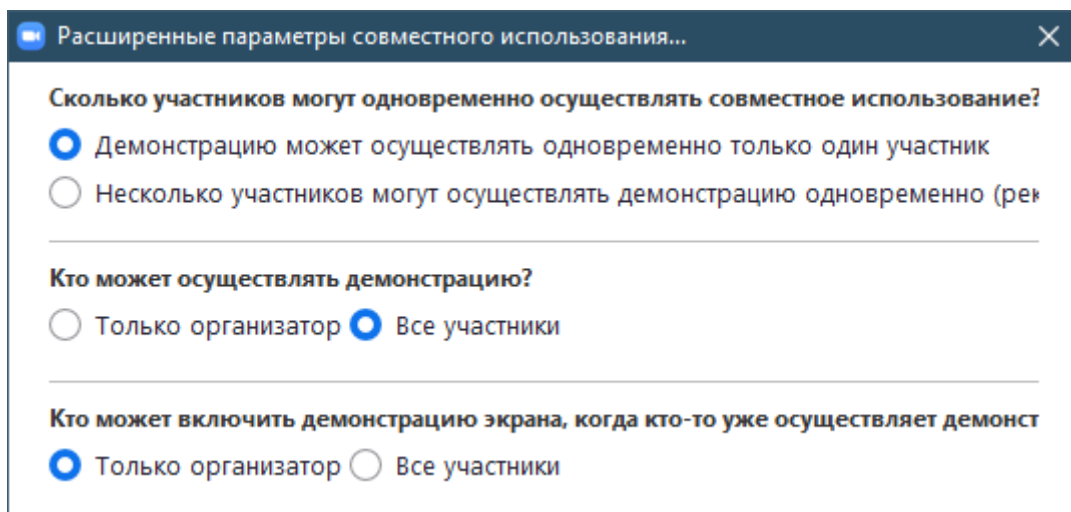 Расширенные параметры совместного использования...
Сколько участников могут одновременно осуществлять совместное использование?
Демонстрацию может осуществлять одновременно только один участник
Несколько участников могут осуществлять демонстрацию одновременно (рек
Кто может осуществлять демонстрацию?
Только организатор Все участники
Кто может включить демонстрацию экрана, когда кто-то уже осуществляет демонст
Только организатор Все участники